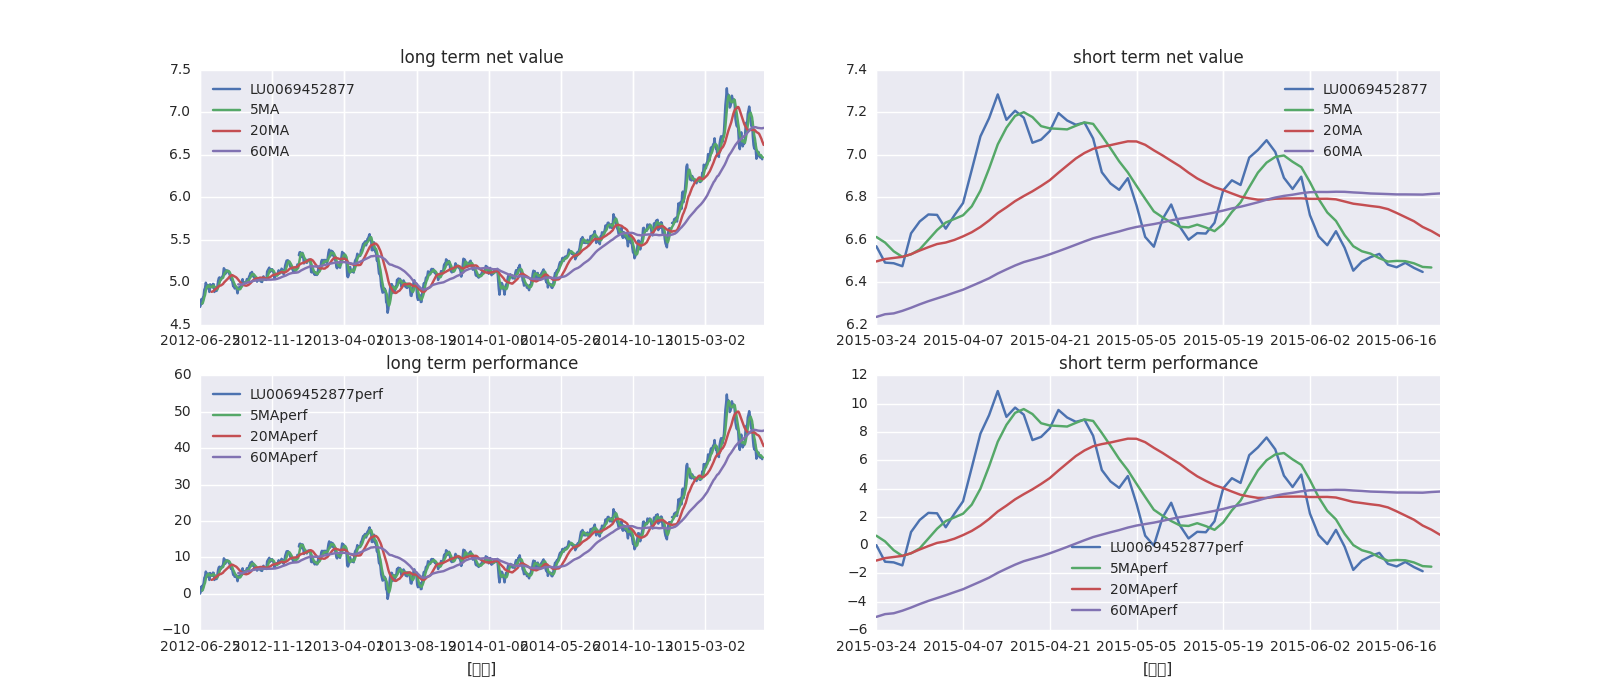 long term net value
7.5
7.0
6.5
6.0
5.5
5.0
4.5
LU0069452877
5MA
20MA
60MA
2012-06-25 2012-11-12 2013-04-01 2013-08-19 2014-01-06 2014-05-26 2014-10-13 2015-03-02
short term net value
7.4
7.2
7.0
6.8
6.6
6.4
6.2
LU0069452877
5MA
20MA
60MA
2015-03-24 2015-04-07 2015-04-21 2015-05-05 2015-05-19 2015-06-02 2015-06-16
long term performance
60
50
40
30
20
10
0
−10
LU0069452877perf
5MAperf
20MAperf
60MAperf
2012-06-25 2012-11-12 2013-04-01 2013-08-19 2014-01-06 2014-05-26 2014-10-13 2015-03-02
short term performance
12
10
8
6
4
2
0
−2
−4
−6
LU0069452877perf
5MAperf
20MAperf
60MAperf
2015-03-24 2015-04-07 2015-04-21 2015-05-05 2015-05-19 2015-06-02 2015-06-16